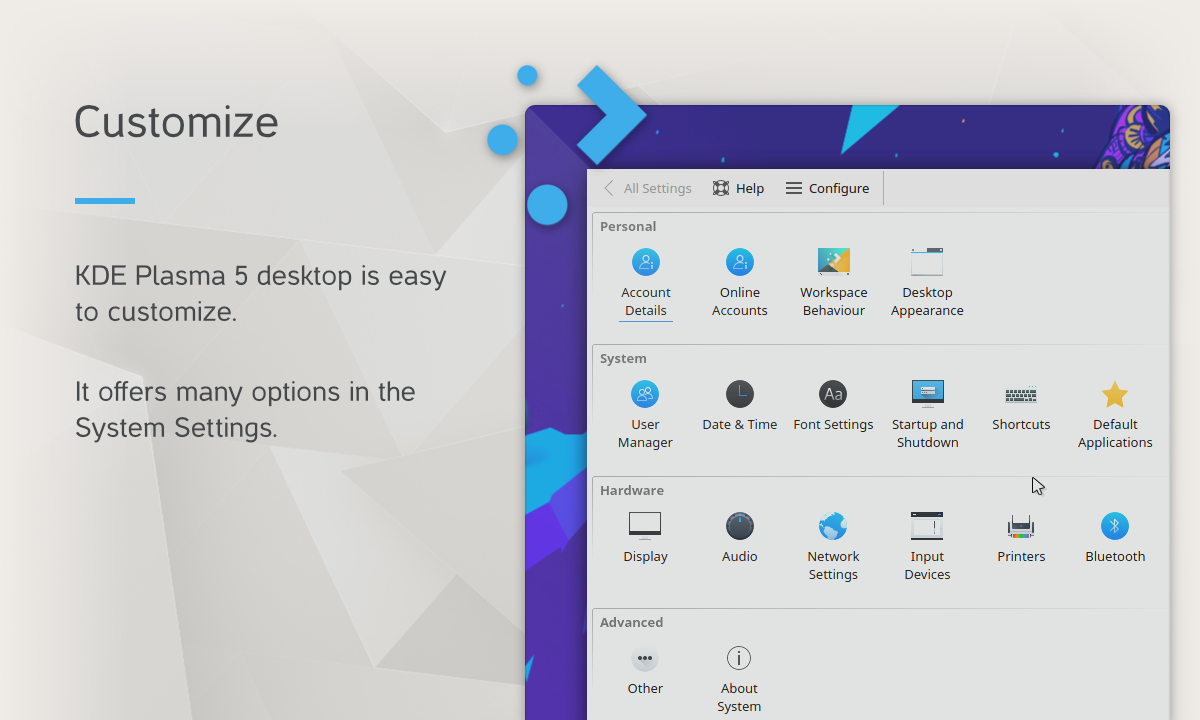 Customize
KDE Plasma 5 desktop is easy
to customize.
It offers many options in the
System Settings.
All Settings Help Configure
Personal
Account
Details
Online
Accounts
Workspace
Behaviour
Desktop
Appearance
System
User
Manager
Date & Time
Font Settings
Startup and
Shutdown
Shortcuts
Default
Applications
Hardware
Display
Audio
Network
Settings
Input
Devices
Printers
Bluetooth
Advanced
Other
About
System
Aa